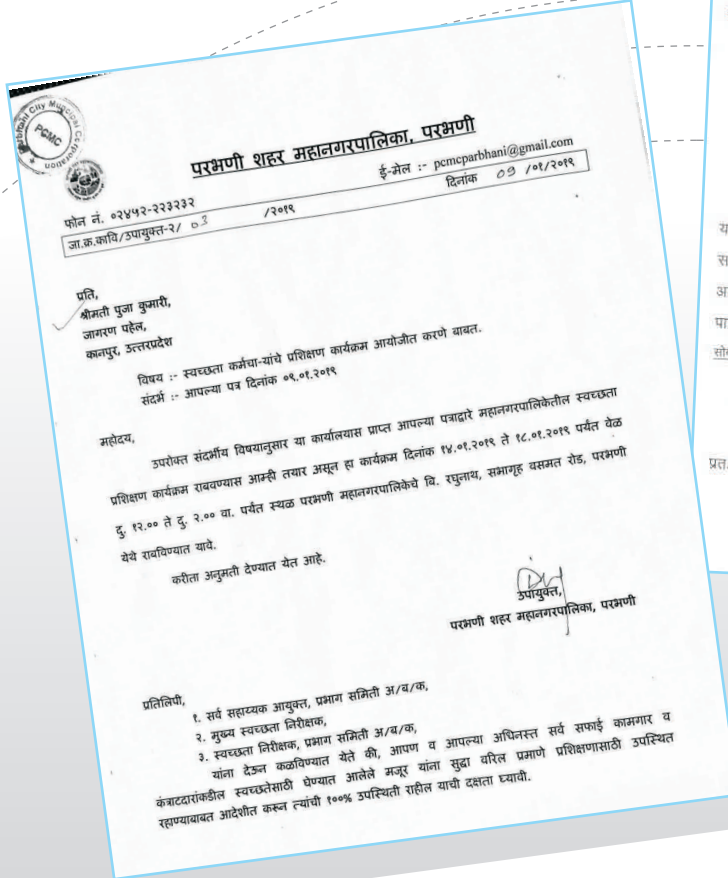 Parbhani City Muncipal Corporation
PCMC
परभणी शहर महानगरपालिका, परभणी
फोन नं. ०२४५२-२२३२३२
ई-मेल :- pcmcparbhani@gmail.com
जा.क्र.कावि/उपायुक्त-२/ ०३ /२०१९
दिनांक ०९ /०१/२०१९
प्रति,
श्रीमती पुजा कुमारी,
जागरण पहेल,
कानपुर, उत्तरप्रदेश
विषय :- स्वच्छता कर्मचा-यांचे प्रशिक्षण कार्यक्रम आयोजीत करणे बाबत.
संदर्भ :- आपल्या पत्र दिनांक ०९.०१.२०१९
महोदय,
उपरोक्त संदर्भीय विषयानुसार या कार्यालयास प्राप्त आपल्या पत्राद्वारे महानगरपालिकेतील स्वच्छता
प्रशिक्षण कार्यक्रम राबवण्यास आम्ही तयार असून हा कार्यक्रम दिनांक १४.०१.२०१९ ते १८.०१.२०१९ पर्यंत वेळ
दु. १२.०० ते दु. २.०० वा. पर्यंत स्थळ परभणी महानगरपालिकेचे वि. रघुनाथ, सभागृह वसमत रोड, परभणी
येथे राबविण्यात यावे.
करीता अनुमती देण्यात येत आहे.
उपायुक्त,
परभणी शहर महानगरपालिका, परभणी
प्रतिलिपी,
१. सर्व सहाय्यक आयुक्त, प्रभाग समिती अ/ब/क,
२. मुख्य स्वच्छता निरीक्षक,
३. स्वच्छता निरीक्षक, प्रभाग समिती अ/ब/क,
यांना देऊन कळविण्यात येते की, आपण व आपल्या अधिनस्त सर्व सफाई कामगार व
कंत्राटदारांकडील स्वच्छतेसाठी घेण्यात आलेले मजूर यांना सुद्धा वरिल प्रमाणे प्रशिक्षणासाठी उपस्थित
रहाण्याबाबत आदेशीत करून त्यांची १००% उपस्थिती राहील याची दक्षता घ्यावी.